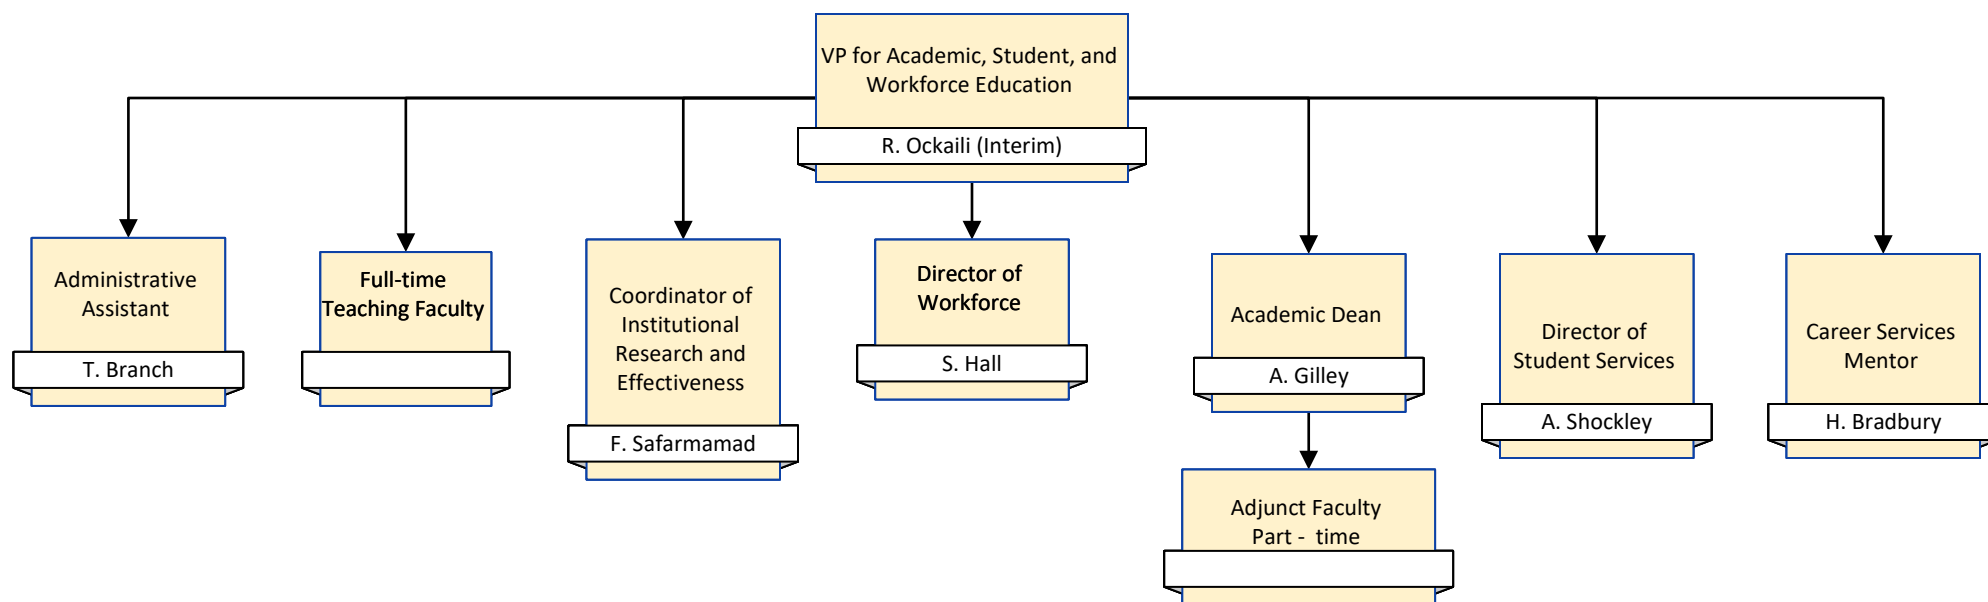 VP for Academic, Student, and
Workforce Education
R. Ockaili (Interim)
Administrative
Assistant
T. Branch
Full-time
Teaching Faculty
Coordinator of
Institutional
Research and
Effectiveness
F. Safarmamad
Director of
Workforce
S. Hall
Academic Dean
A. Gilley
Director of
Student Services
A. Shockley
Career Services
Mentor
H. Bradbury
Adjunct Faculty
Part -  time